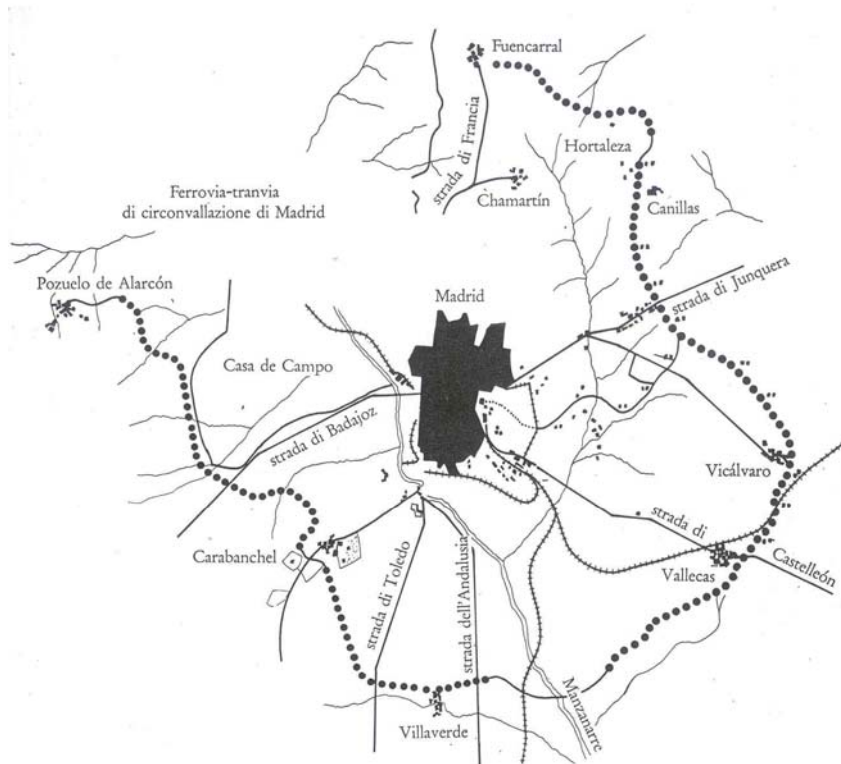 Fuencarral
strada di Francia
Hortaleza
Chamartín
Canillas
Ferrovia-tranvia
di circonvallazione di Madrid
Pozuelo de Alarcón
Madrid
strada di Junquera
Casa de Campo
strada di Badajoz
Vicálvaro
strada di
Castelleón
Carabanchel
Vallecas
strada di Toledo
strada dell'Andalusia
Manzanarre
Villaverde